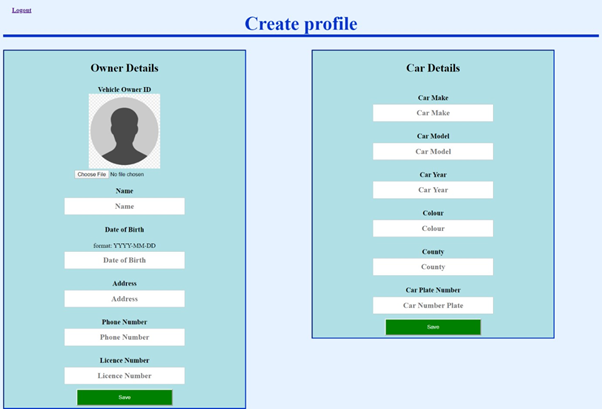 Logout
Create profile
Owner Details
Vehicle Owner ID
Choose File No file chosen
Name
Name
Date of Birth
format: YYYY-MM-DD
Date of Birth
Address
Address
Phone Number
Phone Number
Licence Number
Licence Number
Save
Car Details
Car Make
Car Make
Car Model
Car Model
Car Year
Car Year
Colour
Colour
County
County
Car Plate Number
Car Number Plate
Save